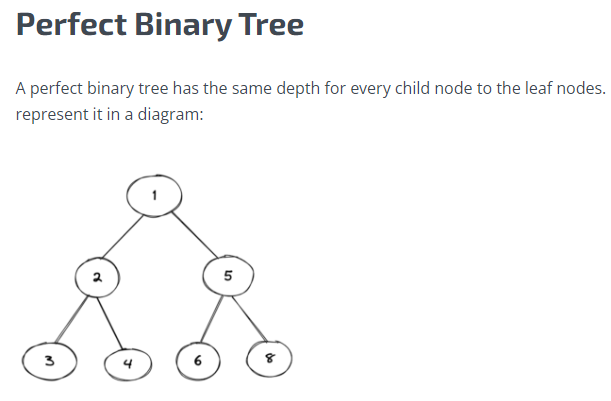 Perfect Binary Tree
A perfect binary tree has the same depth for every child node to the leaf nodes.
represent it in a diagram:
1
2 5
3 4 6 8